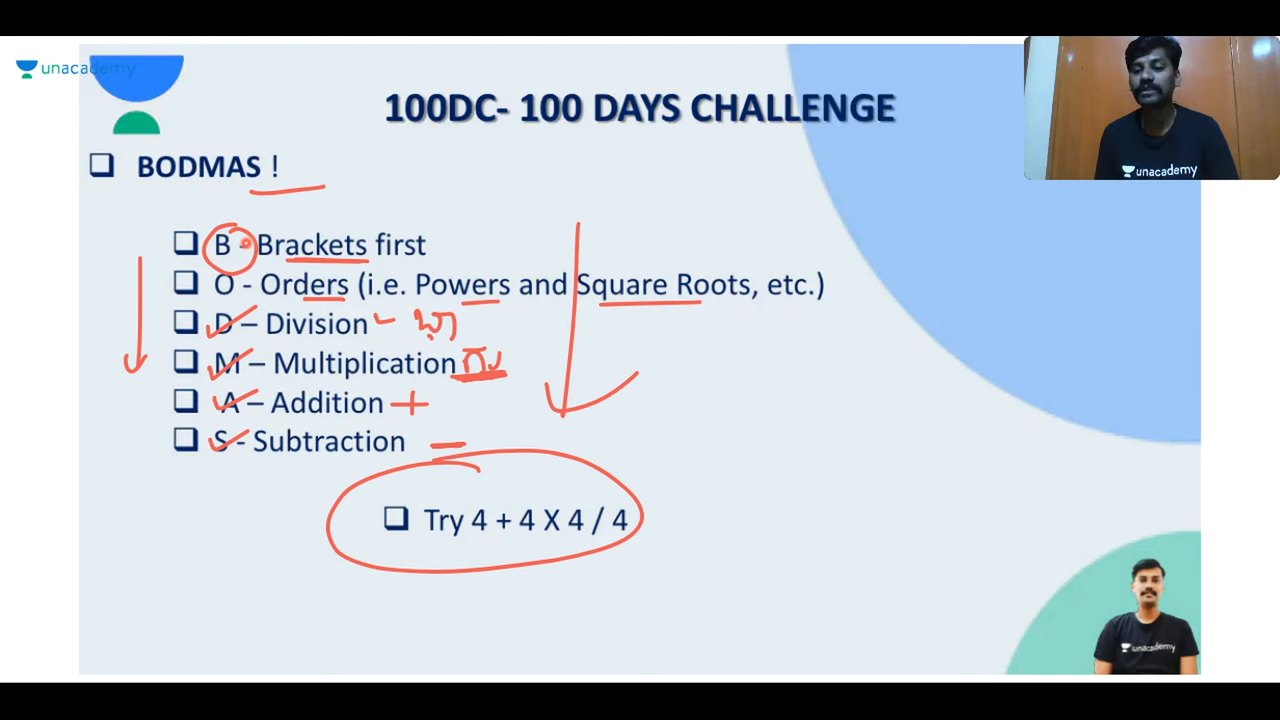 unacademy
100DC- 100 DAYS CHALLENGE
❑ BODMAS !
❑ B - Brackets first
❑ O - Orders (i.e. Powers and Square Roots, etc.)
❑ D – Division
❑ M – Multiplication
❑ A – Addition +
❑ S - Subtraction –
❑ Try 4 + 4 X 4 / 4
unacademy
unacademy